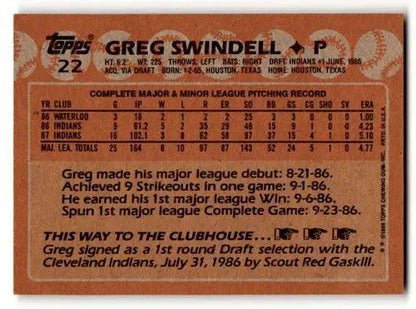 Topps
22
GREG SWINDELL ✦ P
HT: 6'2" WT: 225 THROWS: LEFT BATS: RIGHT DRAFT: INDIANS #1-JUNE, 1986
ACQ: VIA DRAFT BORN: 1-2-65, HOUSTON, TEXAS HOME: HOUSTON, TEXAS
COMPLETE MAJOR & MINOR LEAGUE PITCHING RECORD
YR CLUB G IP W L R ER SO BB GS CG SHO SV ERA
86 WATERLOO 3 18 2 1 2 2 25 3 3 0 0 0 1.00
86 INDIANS 9 61.2 5 2 35 29 46 15 9 1 0 0 4.23
87 INDIANS 16 102.1 3 8 62 58 97 37 15 4 1 0 5.10
MAJ. LEA. TOTALS 25 164 8 10 97 87 143 52 24 5 1 0 4.77
Greg made his major league debut: 8-21-86.
Achieved 9 Strikeouts in one game: 9-1-86.
He earned his 1st major league Win: 9-6-86.
Spun 1st major league Complete Game: 9-23-86.
THIS WAY TO THE CLUBHOUSE . . .
Greg signed as a 1st round Draft selection with the
Cleveland Indians, July 31, 1986 by Scout Red Gaskill.
©1988 TOPPS CHEWING GUM, INC. PRTD. IN U.S.A.